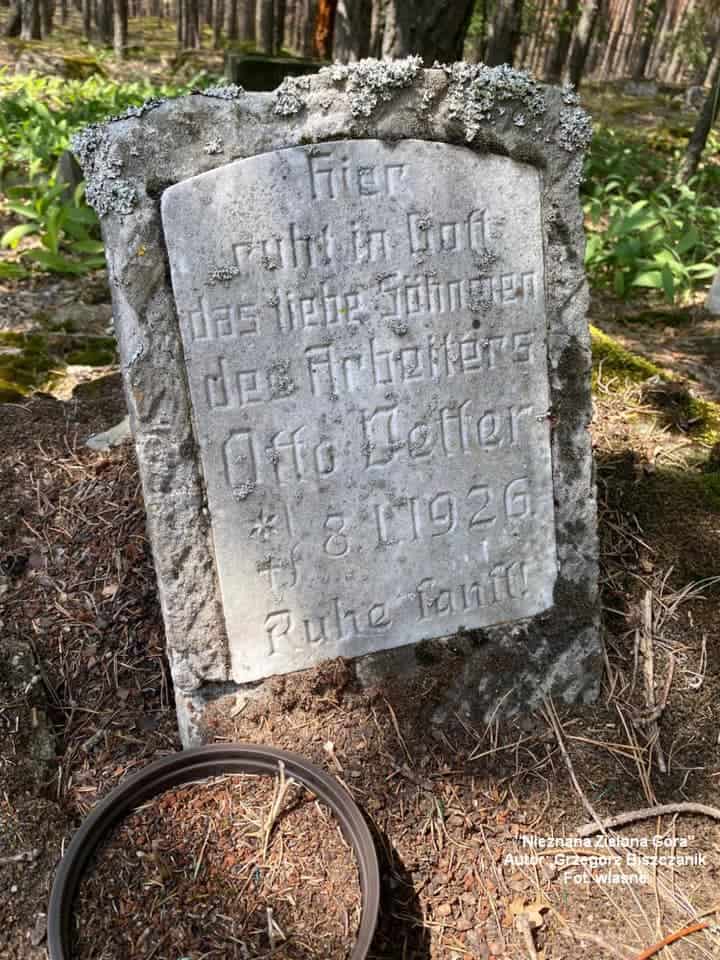 Hier
ruht in Gott
das liebe Söhnchen
des Arbeiters
Otto Vetter
*
† 8.1.1926.
Ruhe sanft!
"Nieznana Zielona Góra"
Autor Grzegorz Biszczanik
Fot. własne